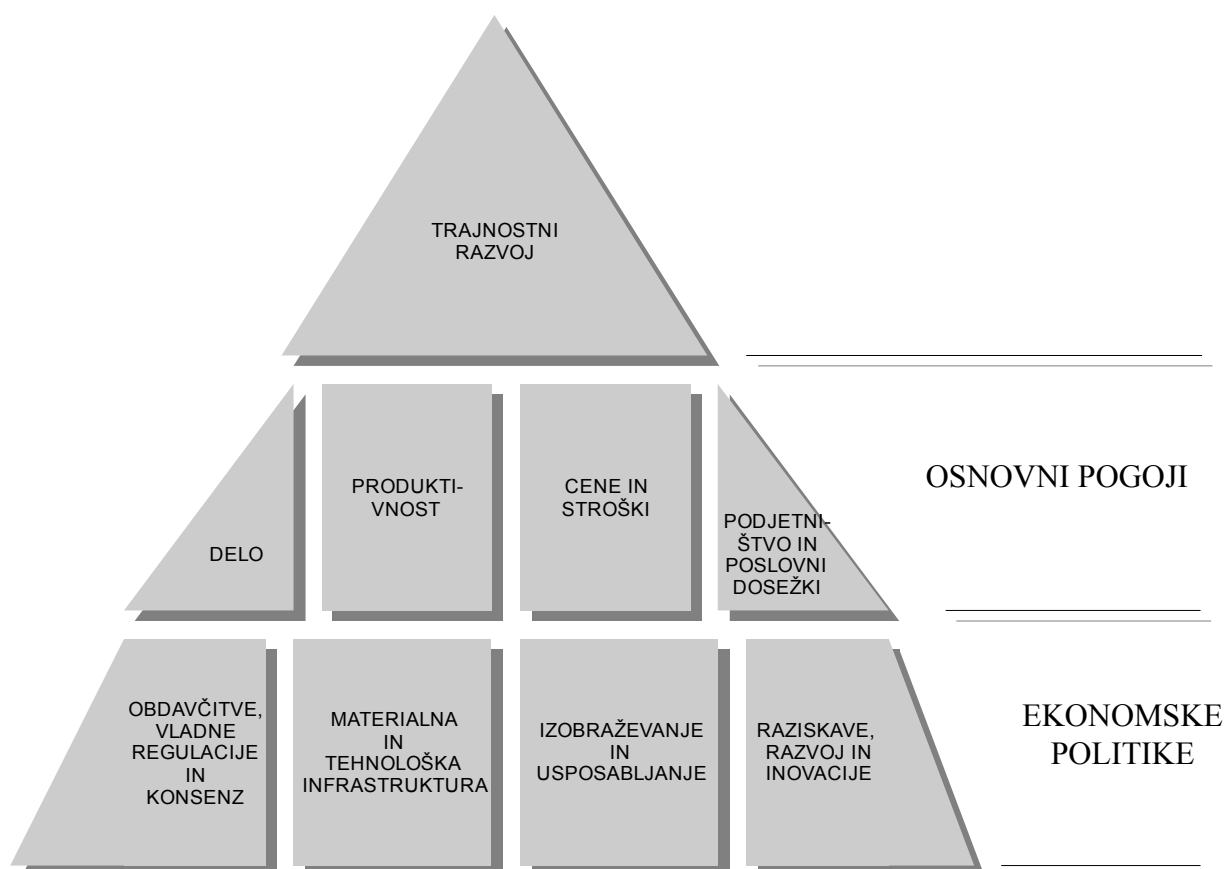 TRAJNOSTNI
RAZVOJ
DELO
PRODUKTI-
VNOST
CENE IN
STROŠKI
PODJETNI-
ŠTVO IN
POSLOVNI
DOSEŽKI
OSNOVNI POGOJI
OBDAVČITVE,
VLADNE
REGULACIJE
IN
KONSENZ
MATERIALNA
IN
TEHNOLOŠKA
INFRASTRUKTURA
IZOBRAŽEVANJE
IN
USPOSABLJANJE
RAZISKAVE,
RAZVOJ IN
INOVACIJE
EKONOMSKE
POLITIKE